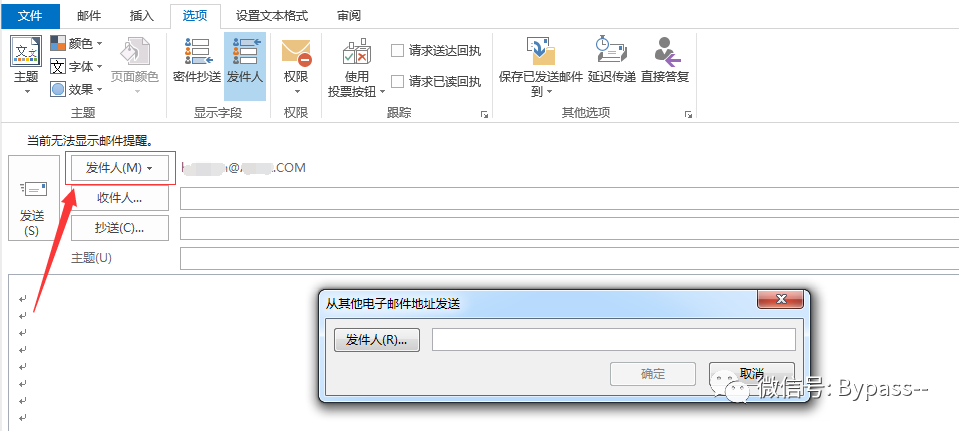 文件 邮件 插入 选项 设置文本格式 审阅
主题 颜色 字体 效果 页面颜色 密件抄送 发件人 权限 使用投票按钮 请求送达回执 请求已读回执 保存已发送邮件到 延迟传递 直接答复
主题 显示字段 权限 跟踪 其他选项
当前无法显示邮件提醒。
发件人(M) @ .COM
发送(S)
收件人...
抄送(C)...
主题(U)
从其他电子邮件地址发送
发件人(R)...
确定 取消
微信号: Bypass--